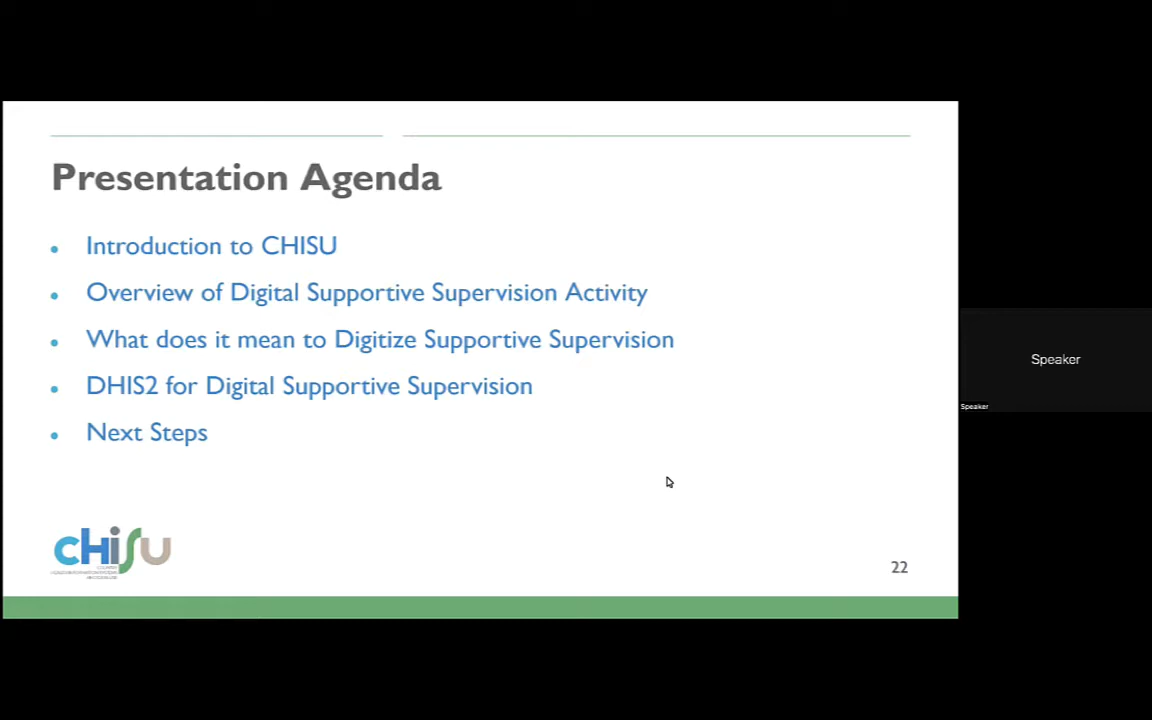 Presentation Agenda
• Introduction to CHISU
• Overview of Digital Supportive Supervision Activity
• What does it mean to Digitize Supportive Supervision
• DHIS2 for Digital Supportive Supervision
• Next Steps
Speaker
Speaker
CHISU
22